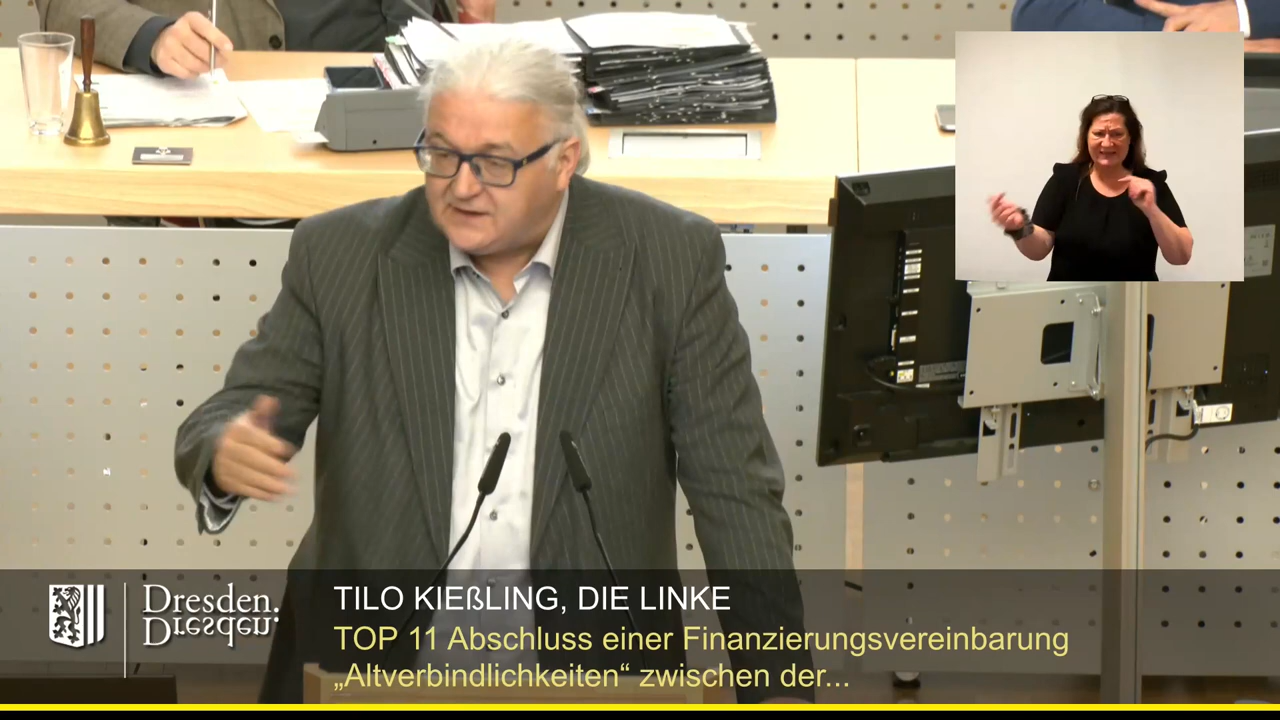 Dresden.
Dresden.
TILO KIEßLING, DIE LINKE
TOP 11 Abschluss einer Finanzierungsvereinbarung
„Altverbindlichkeiten“ zwischen der...